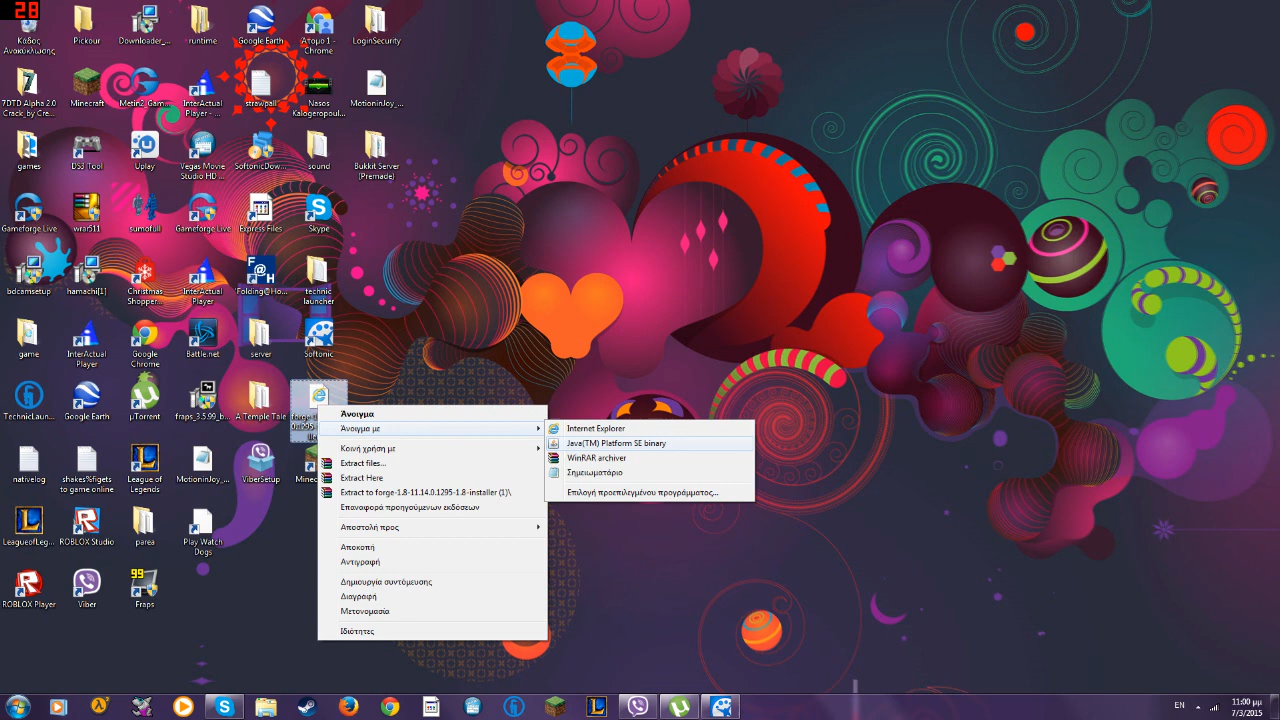 28
Κάδος
Ανακύκλωσης
Pickour
Downloader_...
runtime
Google Earth
Άτομο 1 -
Chrome
LoginSecurity
7DTD Alpha 2.0
Crack_by Cre...
Minecraft
Metin2_Gam...
InterActual
Player - ...
strawpall
Nasos
Kalogeropoul...
MotioninJoy_...
games
DS3 Tool
Uplay
Vegas Movie
Studio HD ...
SoftonicDow...
sound
Bukkit Server
(Premade)
Gameforge Live
wrar511
sumofull
Gameforge Live
Express Files
Skype
bdcamsetup
hamachi[1]
Christmas
Shopper...
InterActual
Player
Folding@Ho...
technic
launcher
game
InterActual
Player
Google
Chrome
Battle.net
server
Softonic
TechnicLaun...
Google Earth
µTorrent
fraps_3.5.99_b...
A Temple Tale
nativelog
shakes%figets
to game online
League of
Legends
MotioninJoy_...
ViberSetup
LeagueofLeg...
ROBLOX Studio
parea
Play Watch
Dogs
ROBLOX Player
Viber
99
Fraps
Άνοιγμα
Άνοιγμα με
Κοινή χρήση με
Extract files...
Extract Here
Extract to forge-1.8-11.14.0.1295-1.8-installer (1)\
Επαναφορά προηγούμενων εκδόσεων
Αποστολή προς
Αποκοπή
Αντιγραφή
Δημιουργία συντόμευσης
Διαγραφή
Μετονομασία
Ιδιότητες
Internet Explorer
Java(TM) Platform SE binary
WinRAR archiver
Σημειωματάριο
Επιλογή προεπιλεγμένου προγράμματος...
EN
11:00 μμ
7/3/2015